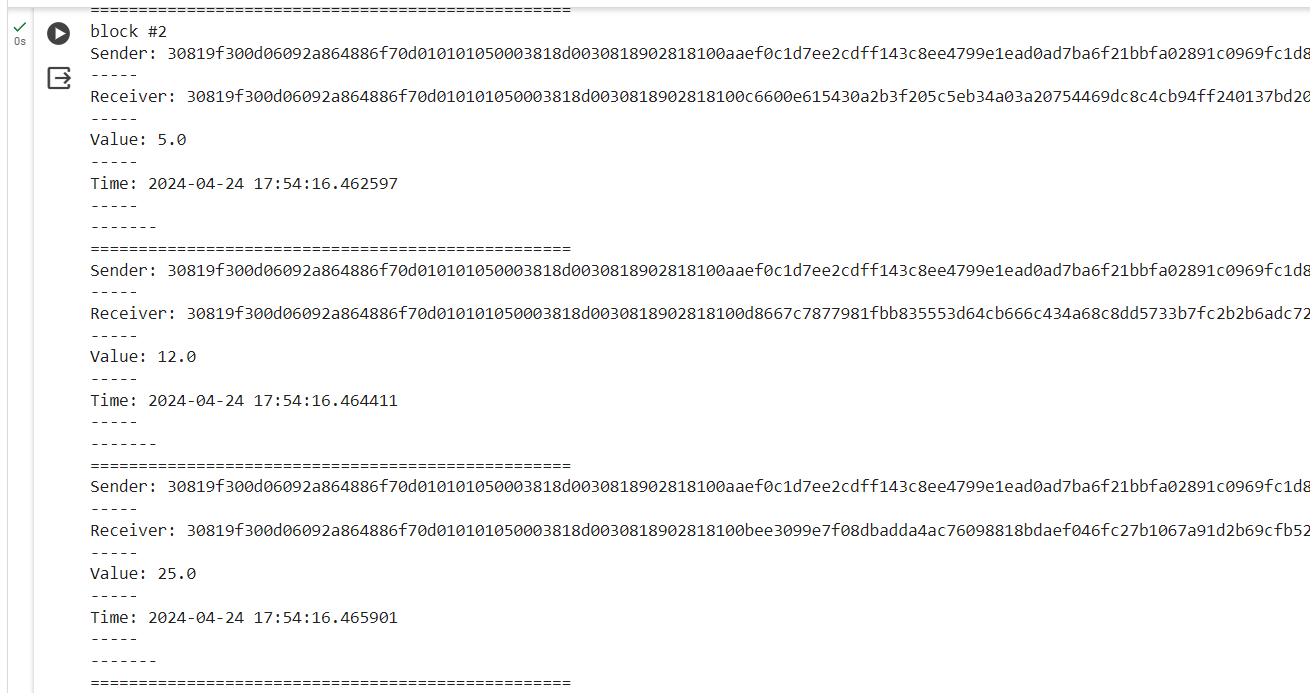 ==================================================
block #2
0s
Sender: 30819f300d06092a864886f70d010101050003818d0030818902818100aaef0c1d7ee2cdff143c8ee4799e1ead0ad7ba6f21bbfa02891c0969fc1d8
-----
Receiver: 30819f300d06092a864886f70d010101050003818d0030818902818100c6600e615430a2b3f205c5eb34a03a20754469dc8c4cb94ff240137bd20
-----
Value: 5.0
-----
Time: 2024-04-24 17:54:16.462597
-----
-------
==================================================
Sender: 30819f300d06092a864886f70d010101050003818d0030818902818100aaef0c1d7ee2cdff143c8ee4799e1ead0ad7ba6f21bbfa02891c0969fc1d8
-----
Receiver: 30819f300d06092a864886f70d010101050003818d0030818902818100d8667c7877981fbb835553d64cb666c434a68c8dd5733b7fc2b2b6adc72
-----
Value: 12.0
-----
Time: 2024-04-24 17:54:16.464411
-----
-------
==================================================
Sender: 30819f300d06092a864886f70d010101050003818d0030818902818100aaef0c1d7ee2cdff143c8ee4799e1ead0ad7ba6f21bbfa02891c0969fc1d8
-----
Receiver: 30819f300d06092a864886f70d010101050003818d0030818902818100bee3099e7f08dbadda4ac76098818bdaef046fc27b1067a91d2b69cfb52
-----
Value: 25.0
-----
Time: 2024-04-24 17:54:16.465901
-----
-------
==================================================